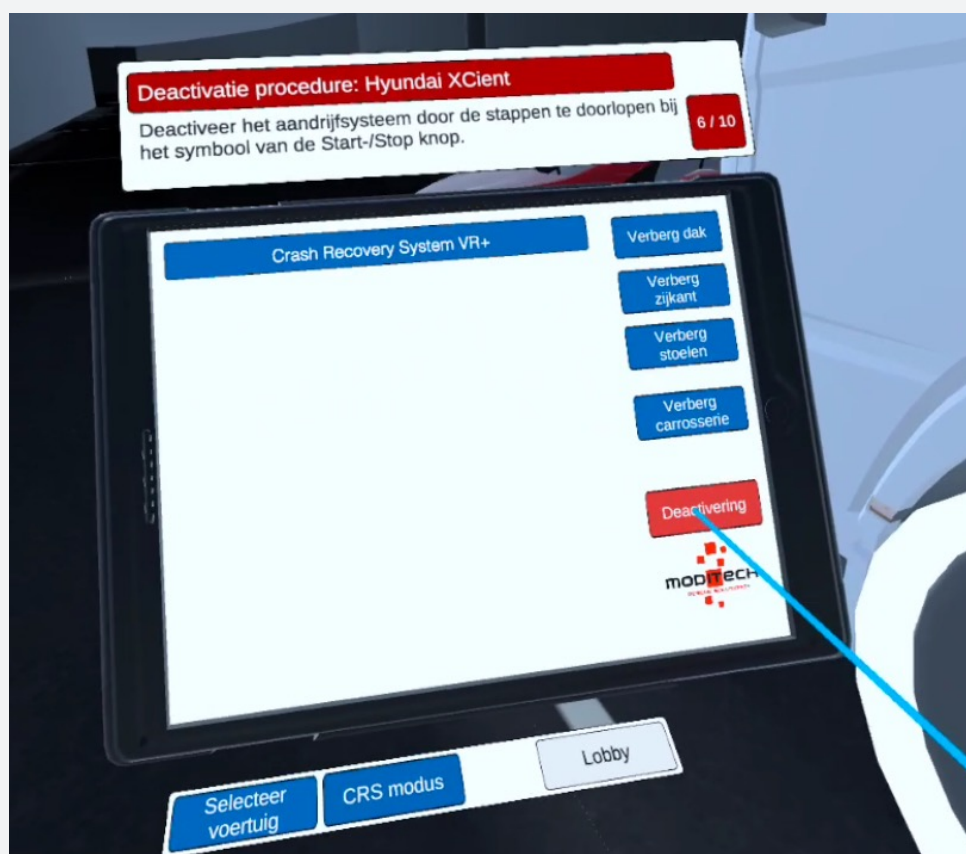 Deactivatie procedure: Hyundai XCient
Deactiveer het aandrijfsysteem door de stappen te doorlopen bij
het symbool van de Start-/Stop knop.
6 / 10
Crash Recovery System VR+
Verberg dak
Verberg
zijkant
Verberg
stoelen
Verberg
carrosserie
Deactivering
moditech
Selecteer
voertuig
CRS modus
Lobby